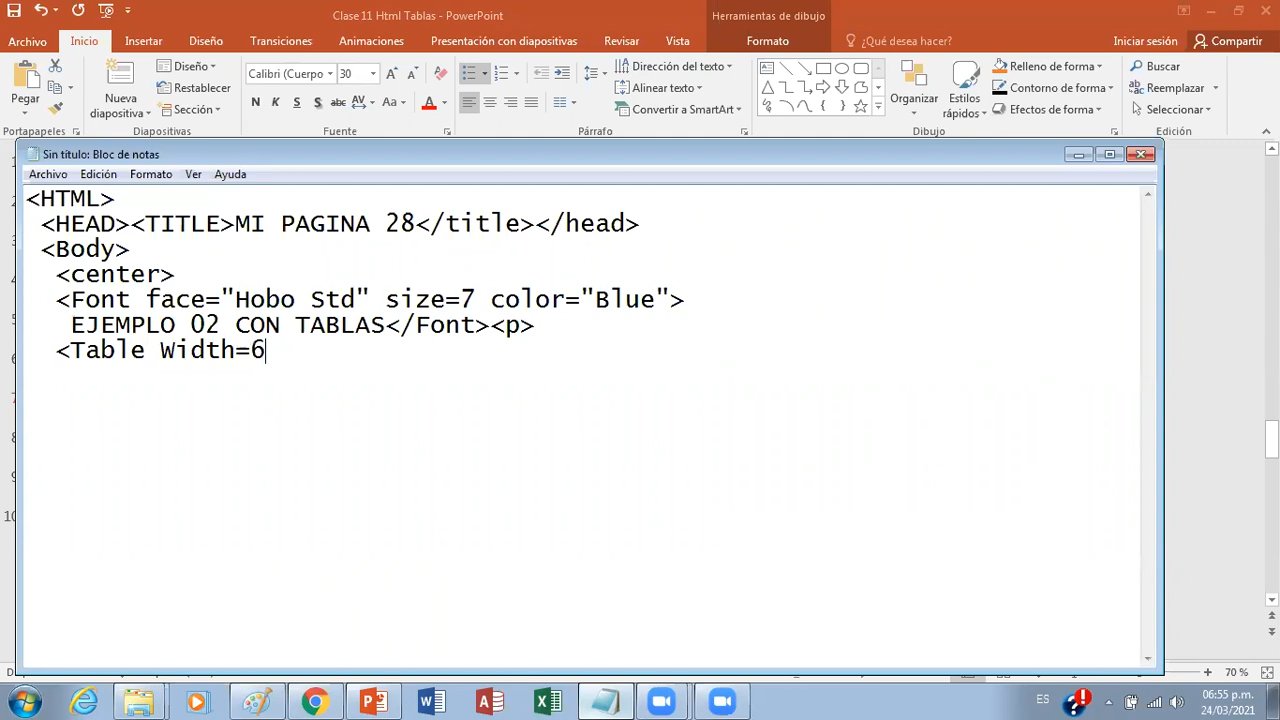 Clase 11 Html Tablas - PowerPoint
Herramientas de dibujo
Archivo Inicio Insertar Diseño Transiciones Animaciones Presentación con diapositivas Revisar Vista Formato ¿Qué desea hacer? Iniciar sesión Compartir
Pegar
Portapapeles
Nueva diapositiva
Diseño
Restablecer
Sección
Diapositivas
Calibri (Cuerpo 30
N K S S abc AV Aa A
Fuente
Dirección del texto
Alinear texto
Convertir a SmartArt
Párrafo
Organizar
Estilos rápidos
Relleno de forma
Contorno de forma
Efectos de forma
Dibujo
Buscar
Reemplazar
Seleccionar
Edición
Sin título: Bloc de notas
Archivo Edición Formato Ver Ayuda
<HTML>
<HEAD><TITLE>MI PAGINA 28</title></head>
<Body>
<center>
<Font face="Hobo Std" size=7 color="Blue">
EJEMPLO 02 CON TABLAS</Font><p>
<Table Width=6
70 %
ES
06:55 p.m.
24/03/2021